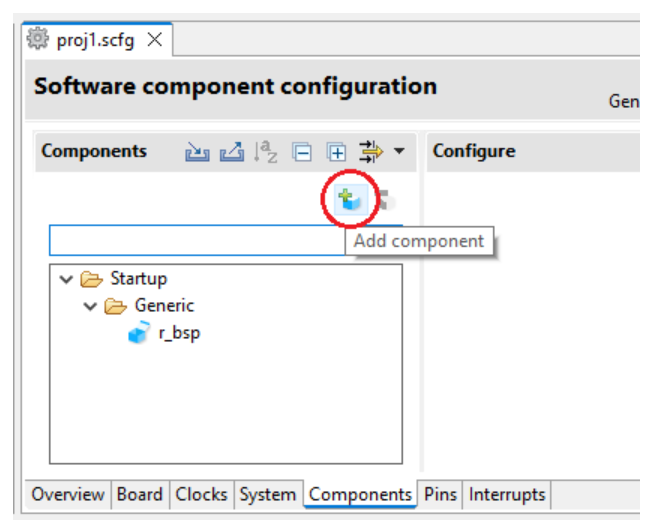 proj1.scfg
Software component configuration
Gen
Components
Configure
Add component
Startup
Generic
r_bsp
Overview Board Clocks System Components Pins Interrupts